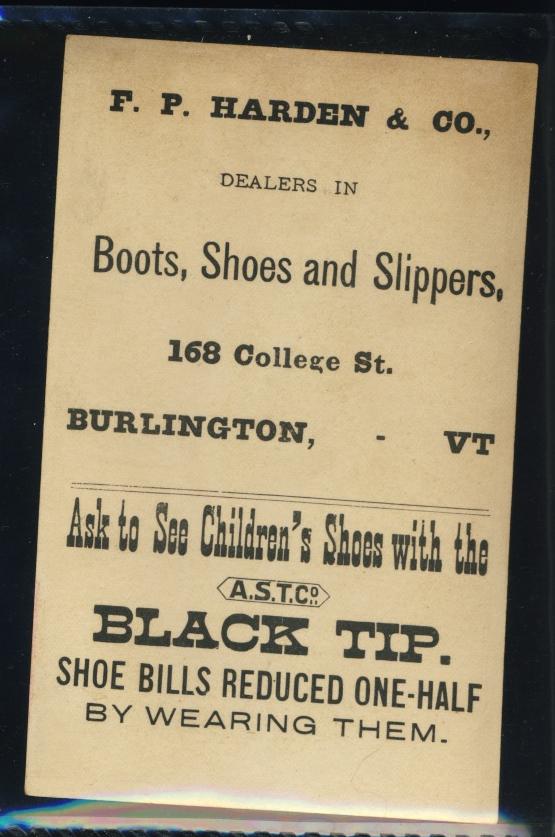 F. P. HARDEN & CO.,
DEALERS IN
Boots, Shoes and Slippers,
168 College St.
BURLINGTON, - VT
Ask to See Children's Shoes with the
A.S.T.Co.
BLACK TIP.
SHOE BILLS REDUCED ONE-HALF
BY WEARING THEM.